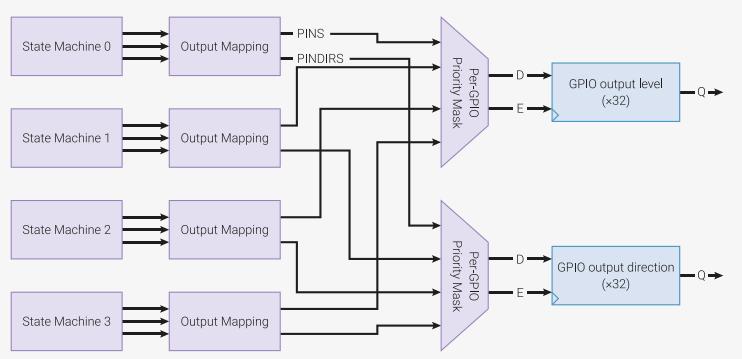 State Machine 0
Output Mapping
PINS
PINDIRS
State Machine 1
Output Mapping
State Machine 2
Output Mapping
State Machine 3
Output Mapping
Per-GPIO
Priority Mask
D
E
GPIO output level
(×32)
Q
Per-GPIO
Priority Mask
D
E
GPIO output direction
(×32)
Q